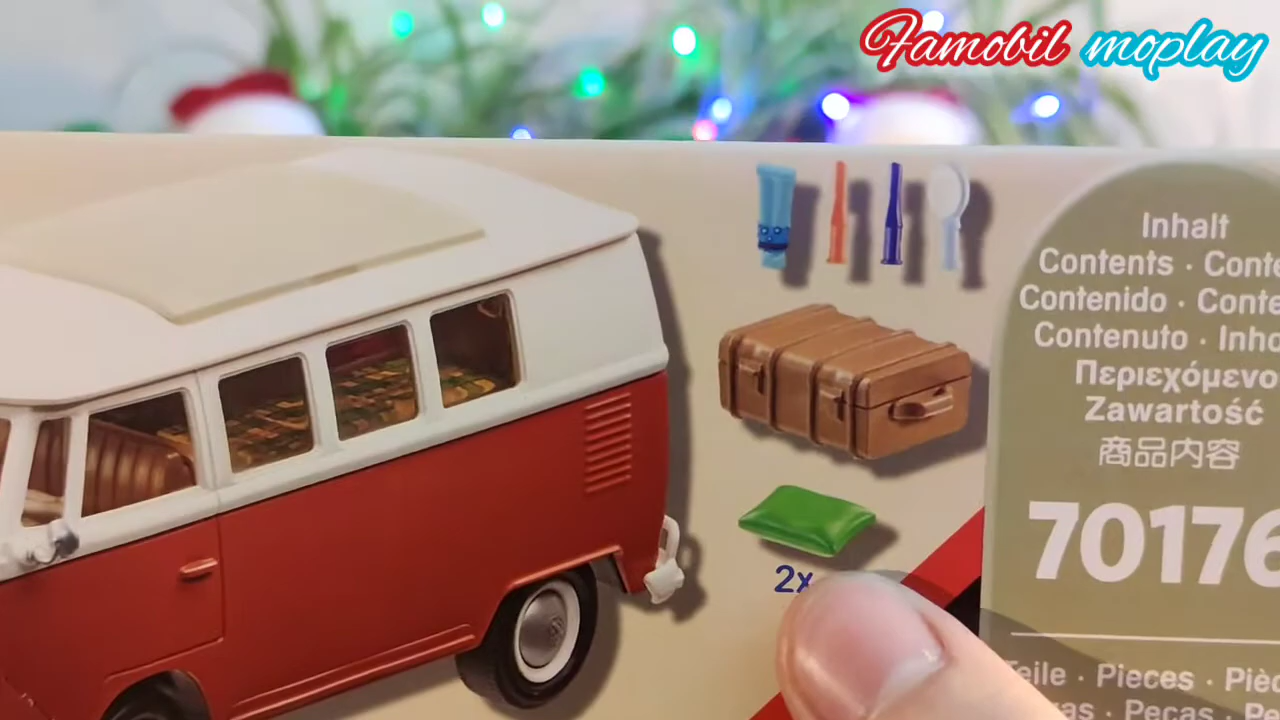 Famobil moplay
Inhalt
Contents · Conte
Contenido · Conte
Contenuto · Inho
Περιεχόμενο
Zawartość
商品内容
70176
2x
Teile · Pieces · Pièc
Peças · Pe